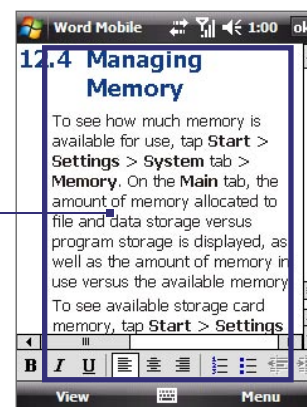 Word Mobile 1:00 ok
12.4 Managing
Memory
To see how much memory is
available for use, tap Start >
Settings > System tab >
Memory. On the Main tab, the
amount of memory allocated to
file and data storage versus
program storage is displayed, as
well as the amount of memory in
use versus the available memory
To see available storage card
memory, tap Start > Settings
B I U
View Menu